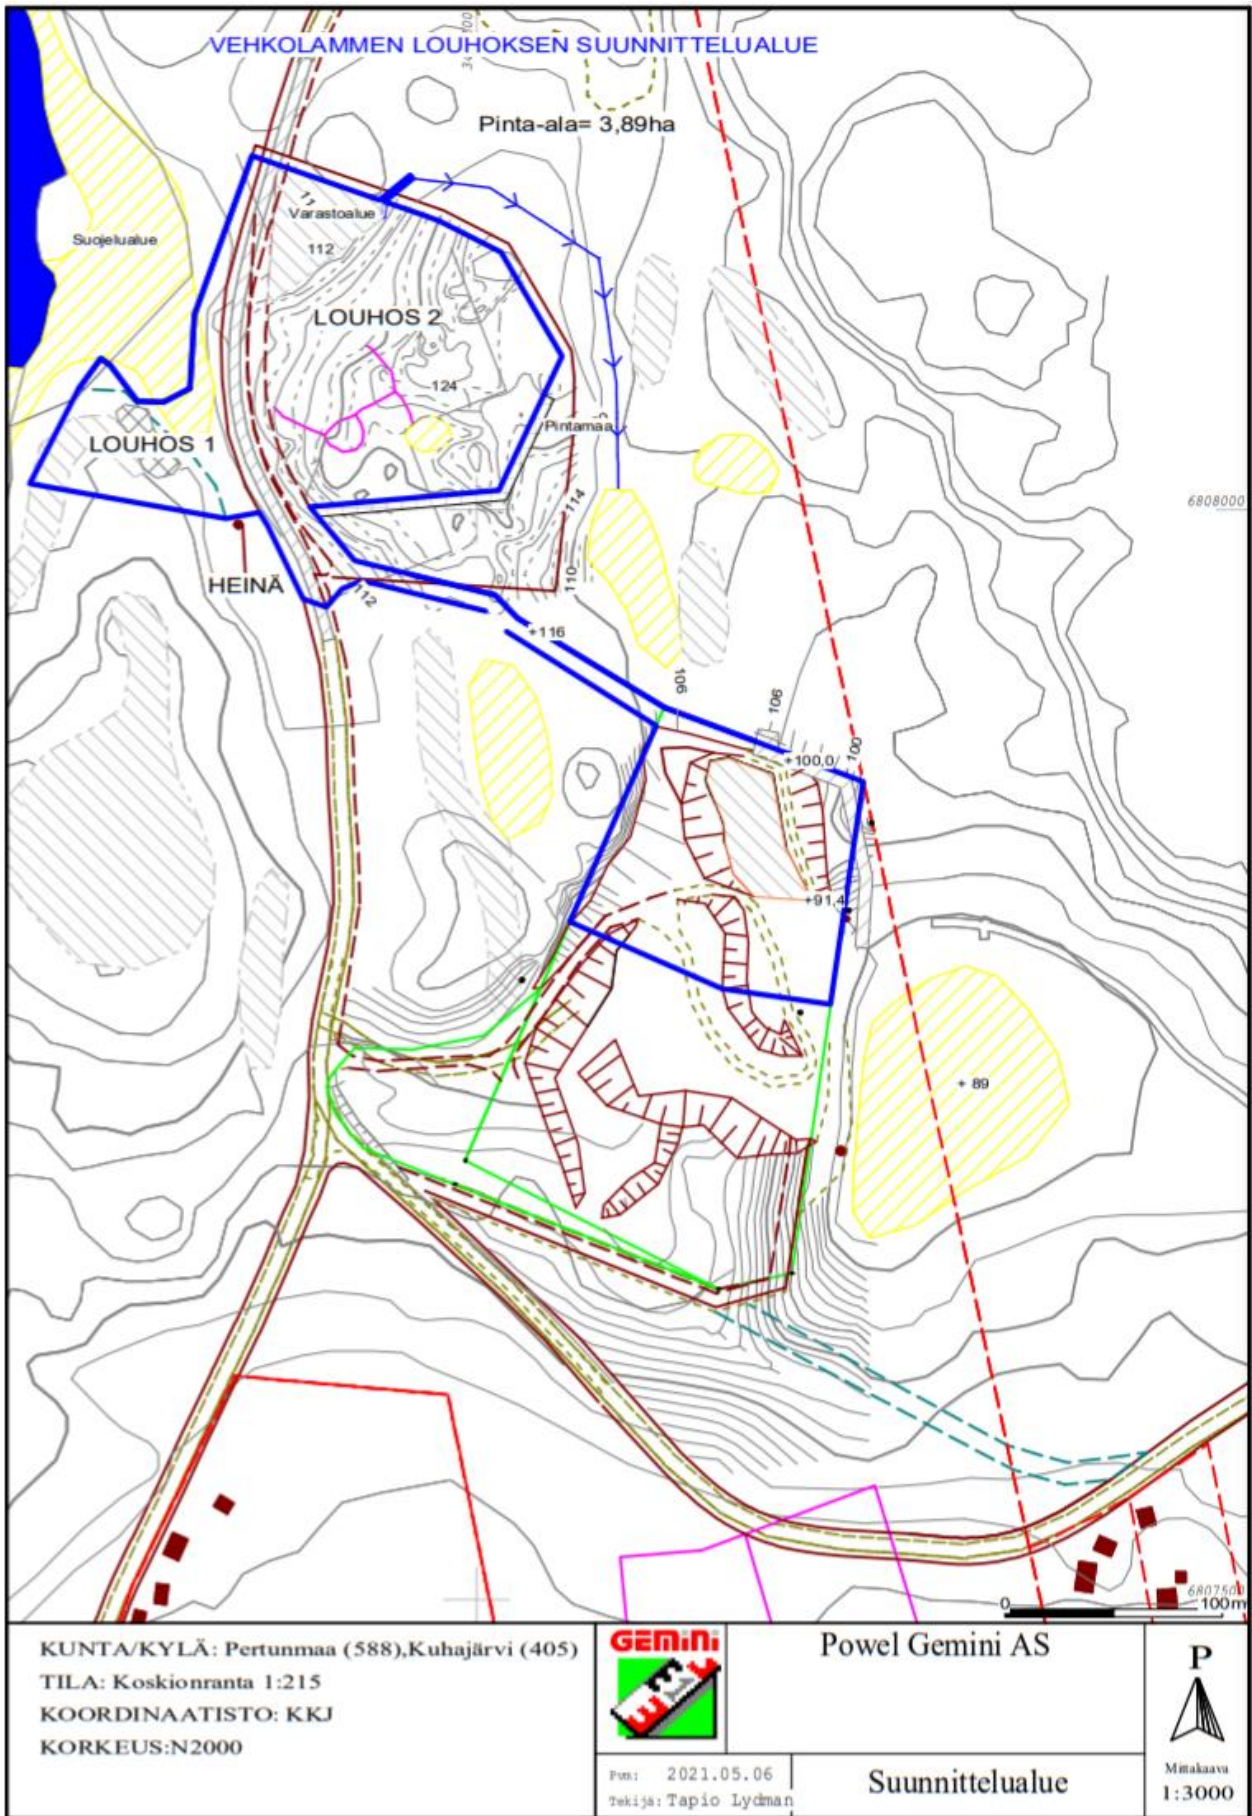 VEHKOLAMMEN LOUHOKSEN SUUNNITTELUALUE
Pinta-ala= 3,89ha
11
Varastoalue
112
Suojelualue
LOUHOS 2
124
Pintamaa
LOUHOS 1
114
6808000
110
HEINÄ
112
+116
106
106
100
+100,0
+91,4
+ 89
6807500
0
100m
KUNTA/KYLÄ: Pertunmaa (588),Kuhajärvi (405)
TILA: Koskionranta 1:215
KOORDINAATISTO: KKJ
KORKEUS:N2000
GEMINI
Powel Gemini AS
P
Mittakaava
1:3000
Pvm: 2021.05.06
Tekijä: Tapio Lydman
Suunnittelualue